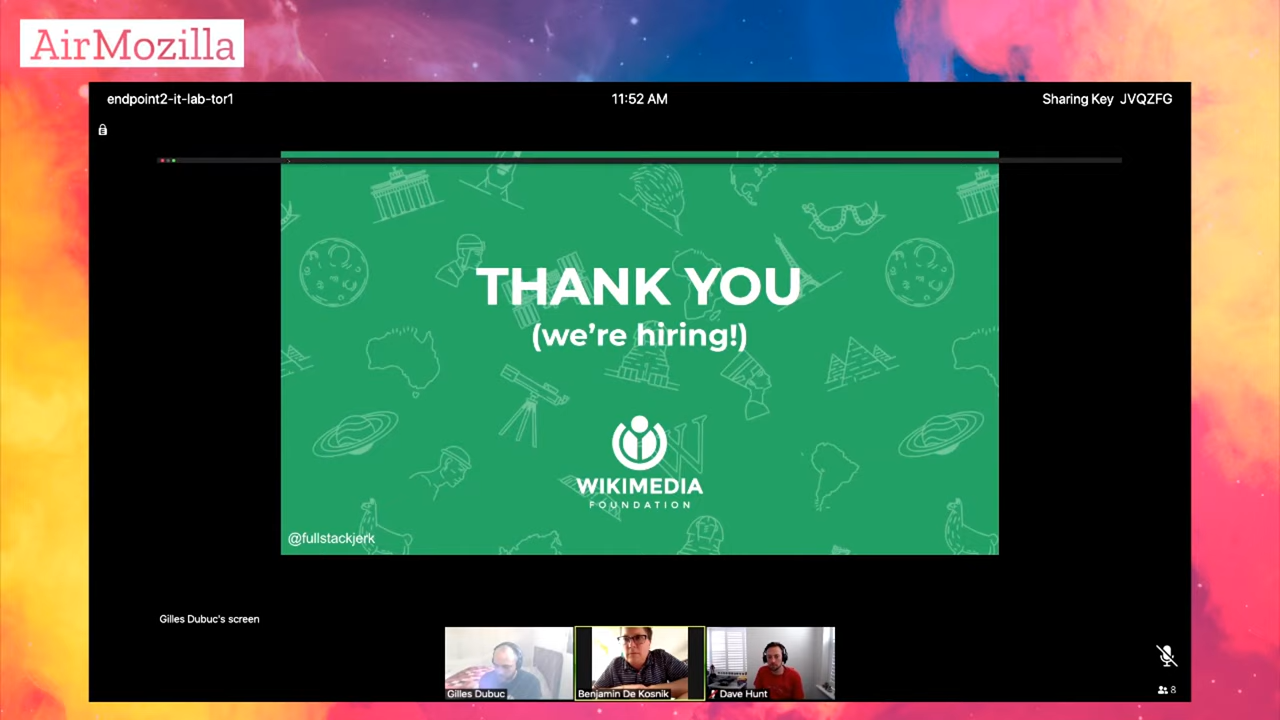 AirMozilla
endpoint2-it-lab-tor1
11:52 AM
Sharing Key JVQZFG
THANK YOU
(we’re hiring!)
W
WIKIMEDIA
FOUNDATION
@fullstackjerk
Gilles Dubuc's screen
Gilles Dubuc
Benjamin De Kosnik
Dave Hunt
8